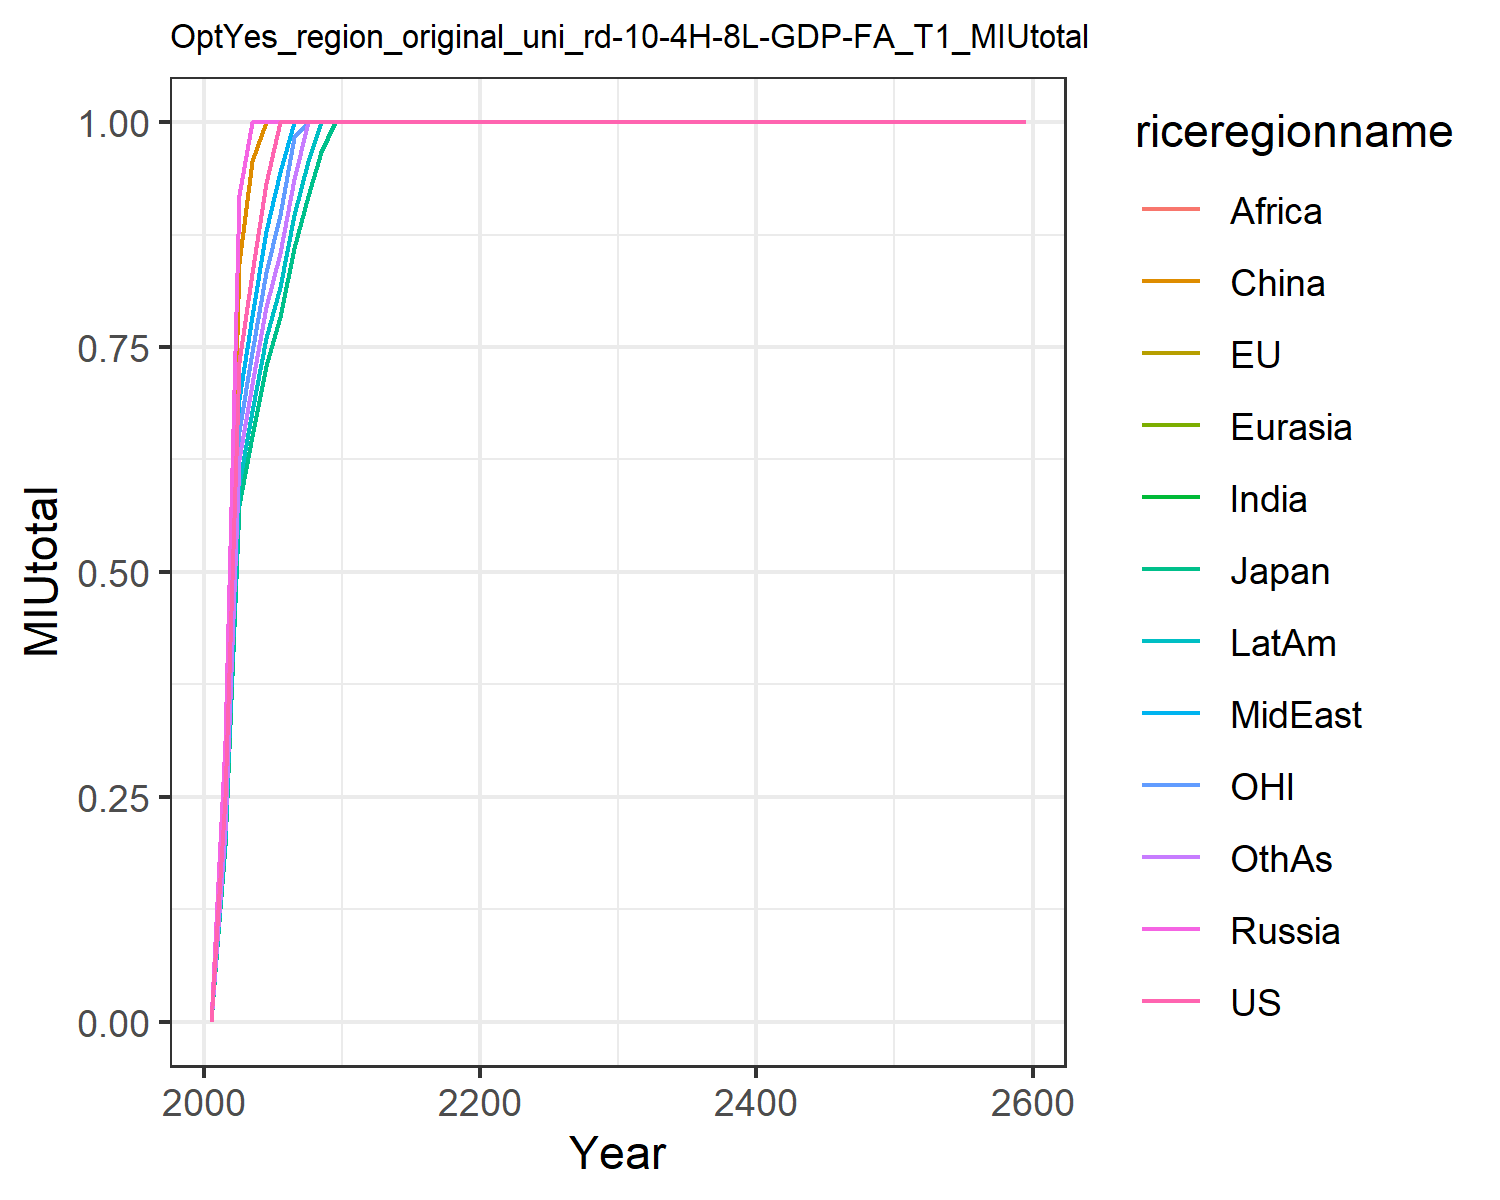 OptYes_region_original_uni_rd-10-4H-8L-GDP-FA_T1_MIUtotal
1.00
0.75
0.50
0.25
0.00
MIUtotal
2000
2200
2400
2600
Year
riceregionname
Africa
China
EU
Eurasia
India
Japan
LatAm
MidEast
OHI
OthAs
Russia
US